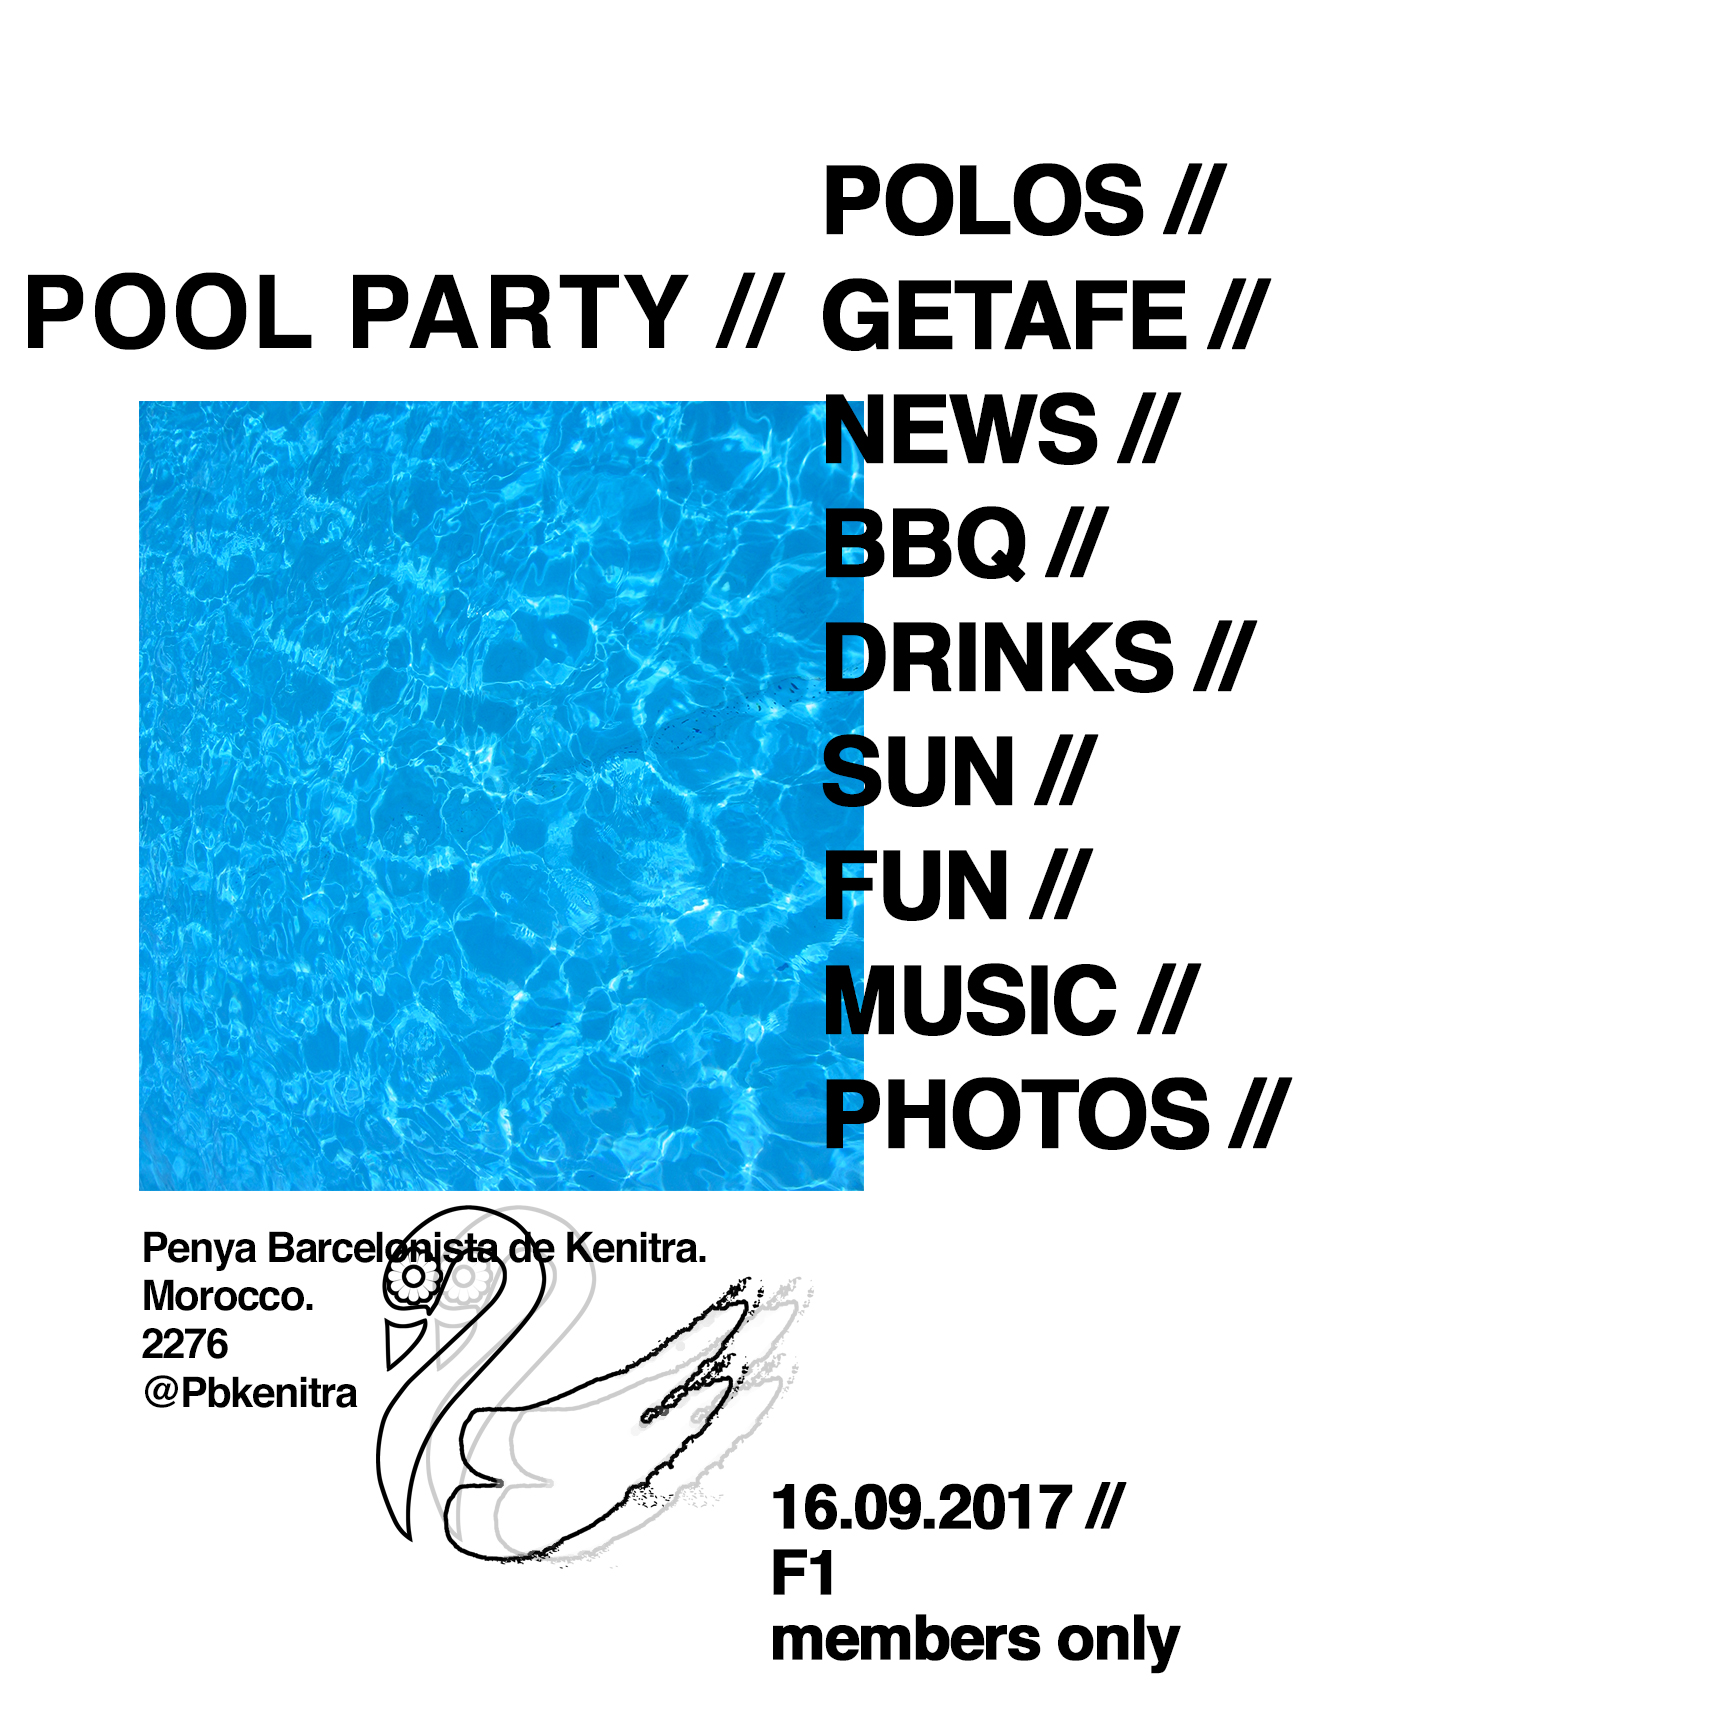 POOL PARTY //
POLOS //
GETAFE //
NEWS //
BBQ //
DRINKS //
SUN //
FUN //
MUSIC //
PHOTOS //
Penya Barcelonista de Kenitra.
Morocco.
2276
@Pbkenitra
16.09.2017 //
F1
members only